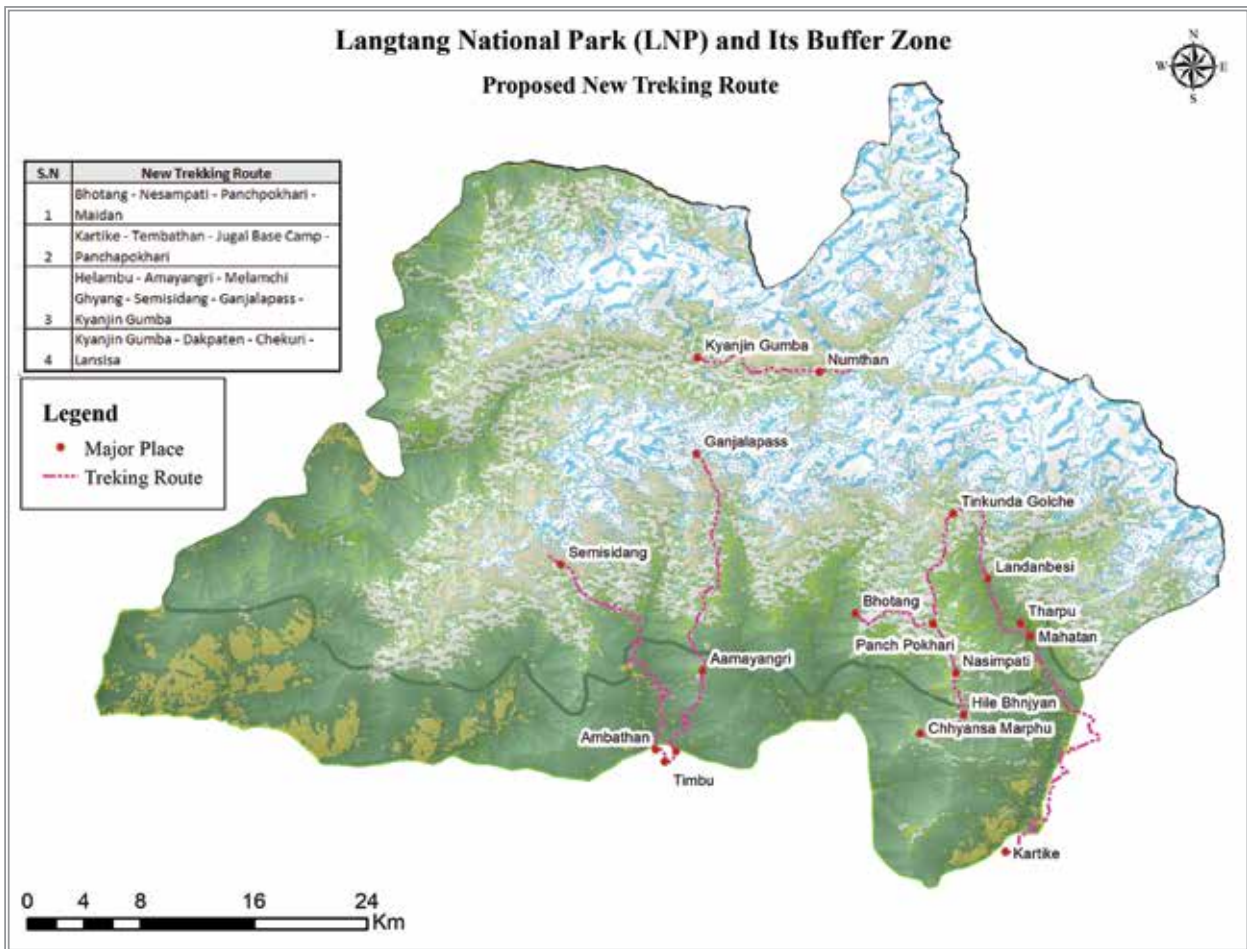 Langtang National Park (LNP) and Its Buffer Zone
Proposed New Treking Route
N
W
E
S
S.N
New Trekking Route
1
Bhotang - Nesampati - Panchpokhari -
Maidan
2
Kartike - Tembathan - Jugal Base Camp -
Panchapokhari
3
Helambu - Amayangri - Melamchi
Ghyang - Semisidang - Ganjalapass -
Kyanjin Gumba
4
Kyanjin Gumba - Dakpaten - Chekuri -
Lansisa
Legend
Major Place
Treking Route
Kyanjin Gumba
Numthan
Ganjalapass
Tinkunda Golche
Semisidang
Landanbesi
Bhotang
Tharpu
Panch Pokhari
Mahatan
Aamayangri
Nasimpati
Hile Bhnjyan
Chhyansa Marphu
Ambathan
Timbu
Kartike
0 4 8 16 24
Km